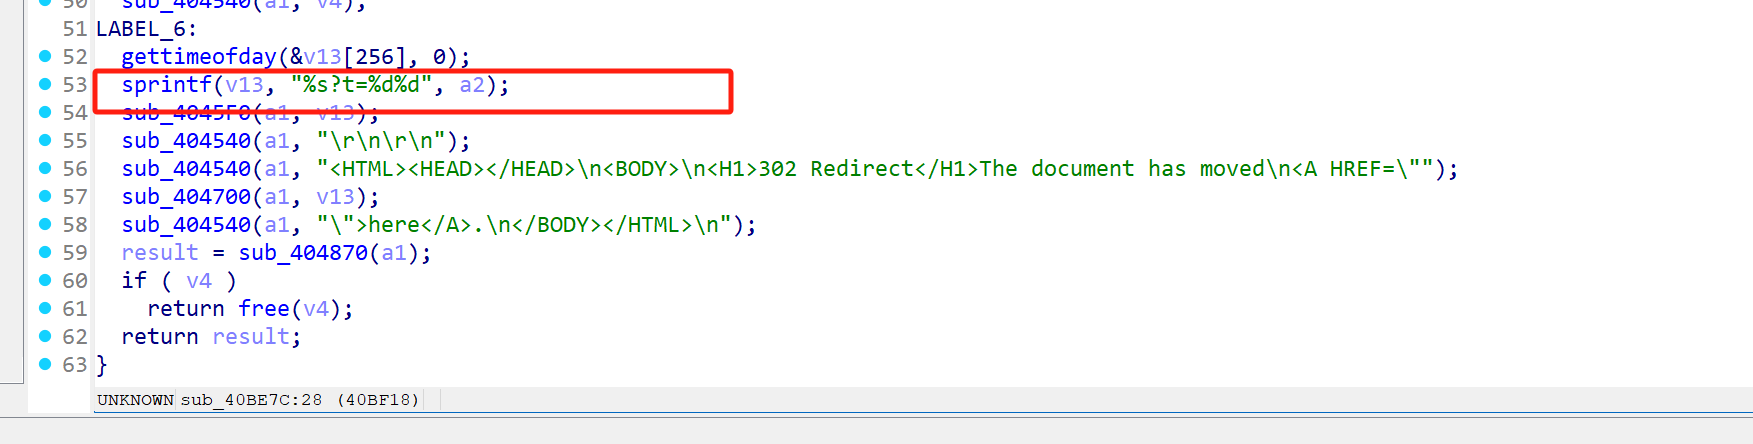 50 sub_404540(a1, v4);
51 LABEL_6:
52 gettimeofday(&v13[256], 0);
53 sprintf(v13, "%s?t=%d%d", a2);
54 sub_4045F0(a1, v13);
55 sub_404540(a1, "\r\n\r\n");
56 sub_404540(a1, "<HTML><HEAD></HEAD>\n<BODY>\n<H1>302 Redirect</H1>The document has moved\n<A HREF=\"");
57 sub_404700(a1, v13);
58 sub_404540(a1, "\">here</A>.\n</BODY></HTML>\n");
59 result = sub_404870(a1);
60 if ( v4 )
61 return free(v4);
62 return result;
63 }
UNKNOWN sub_40BE7C:28 (40BF18)